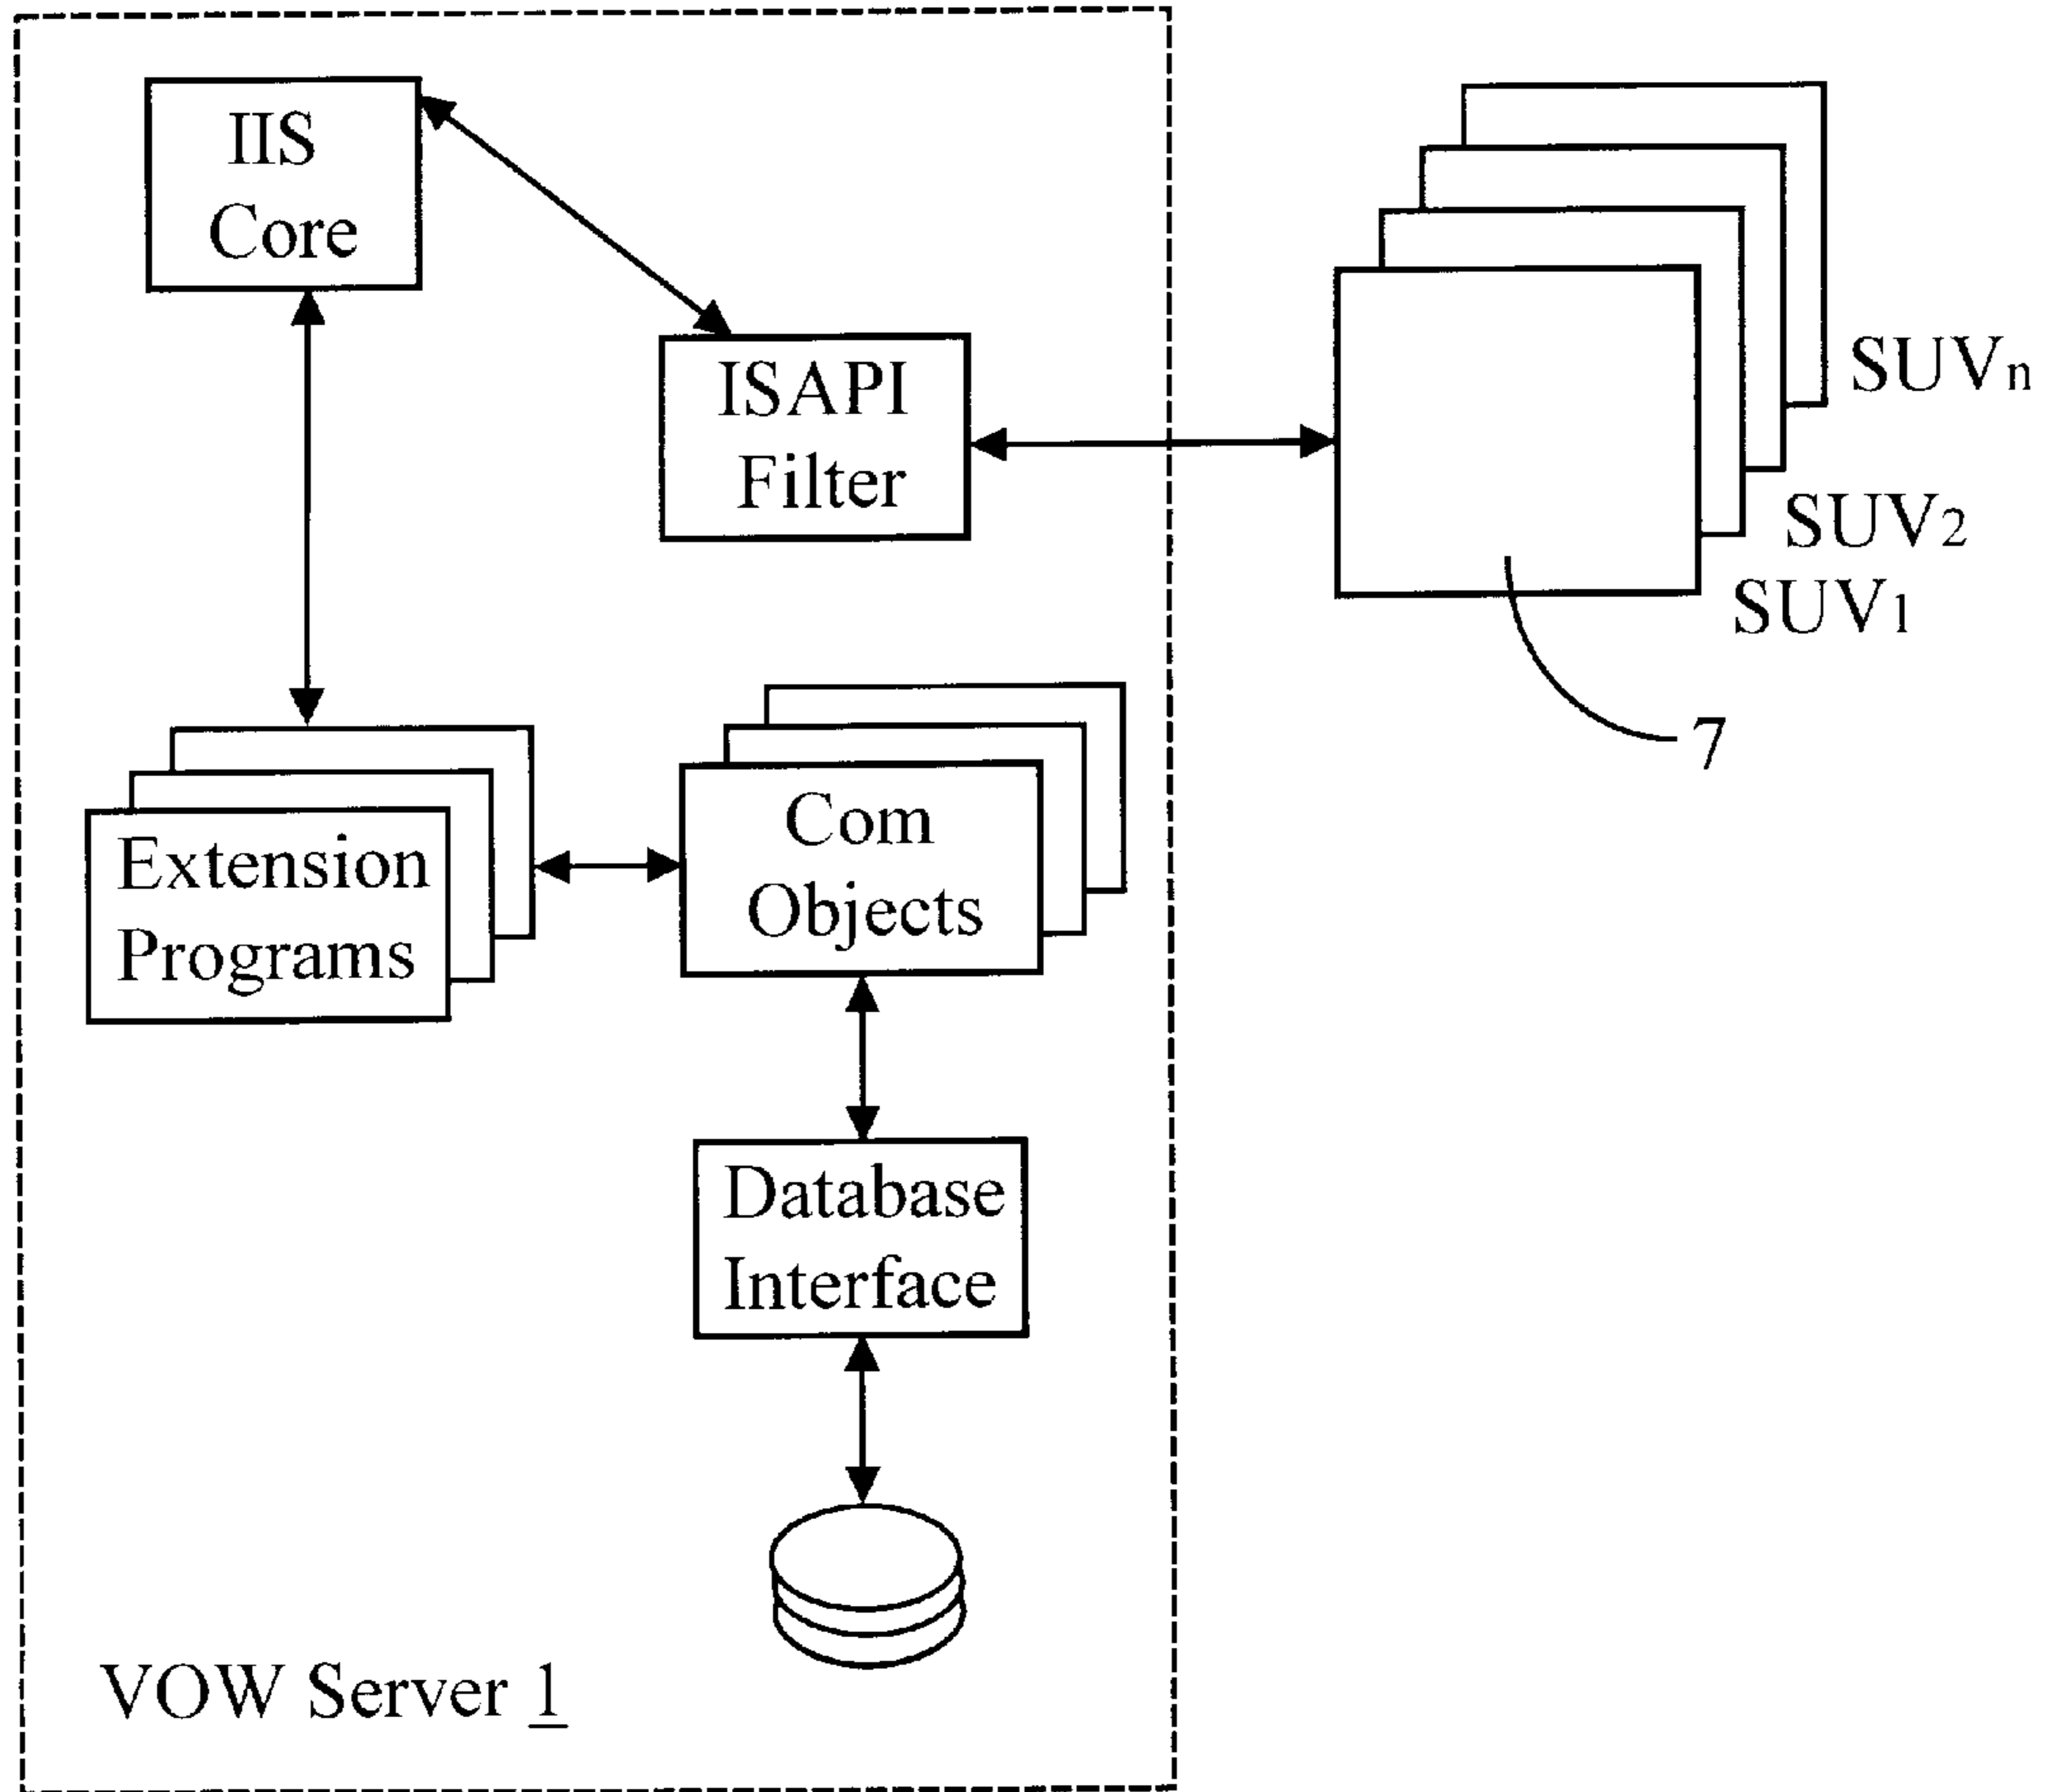 IIS
Core
ISAPI
Filter
SUVn
SUV2
SUV1
7
Extension
Programs
Com
Objects
Database
Interface
VOW Server 1